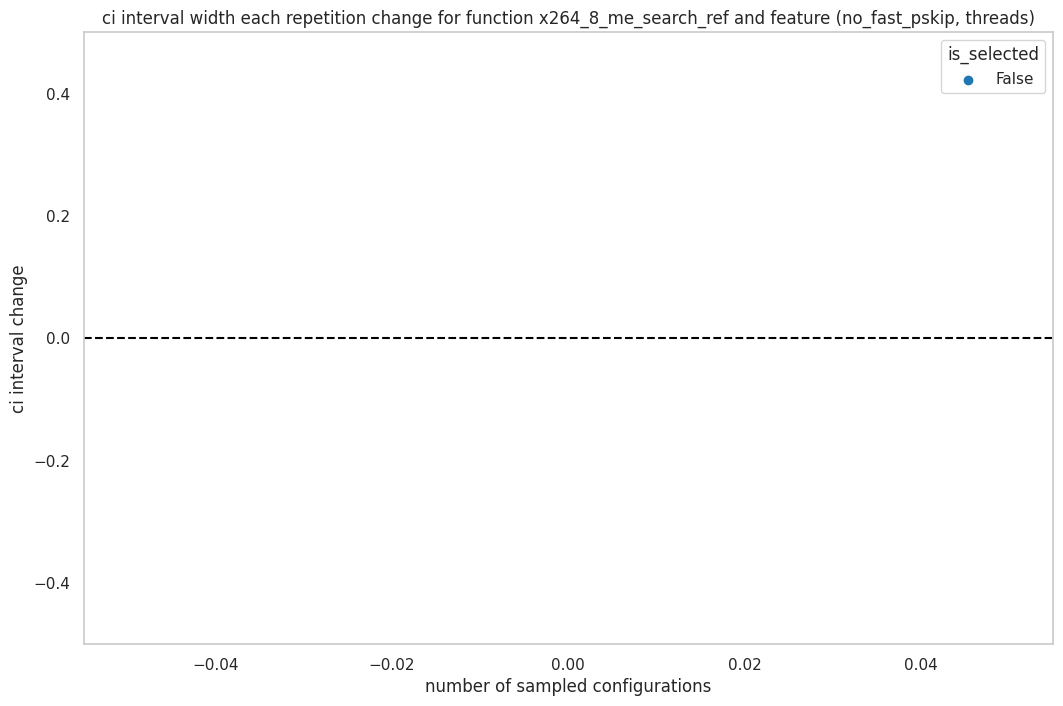 ci interval width each repetition change for function x264_8_me_search_ref and feature (no_fast_pskip, threads)
is_selected
False
0.4
0.2
0.0
−0.2
−0.4
ci interval change
−0.04
−0.02
0.00
0.02
0.04
number of sampled configurations